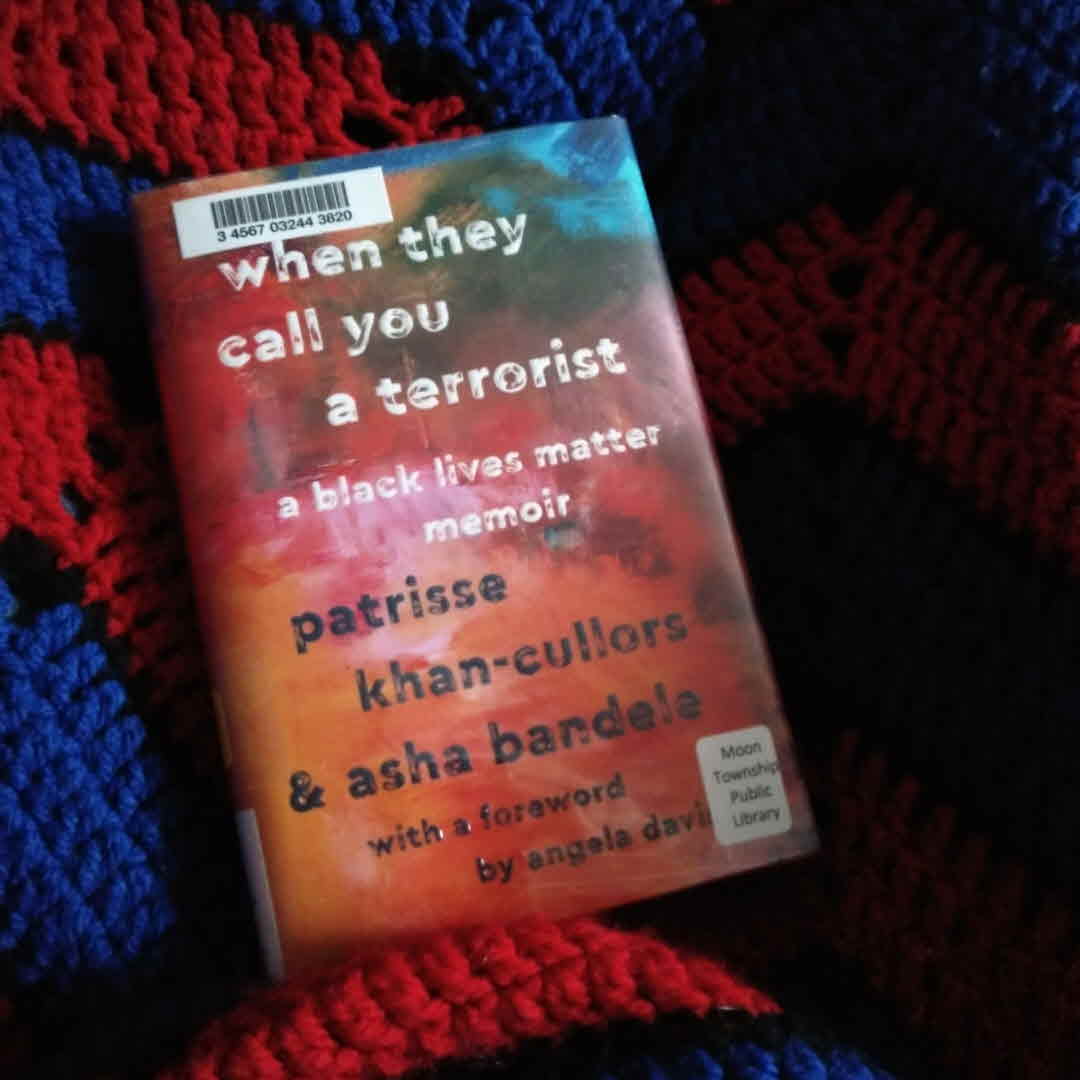 3 4567 03244 3820
when they
call you
a terrorist
a black lives matter
memoir
patrisse
khan-cullors
& asha bandele
with a foreword
by angela davi
Moon
Township
Public
Library